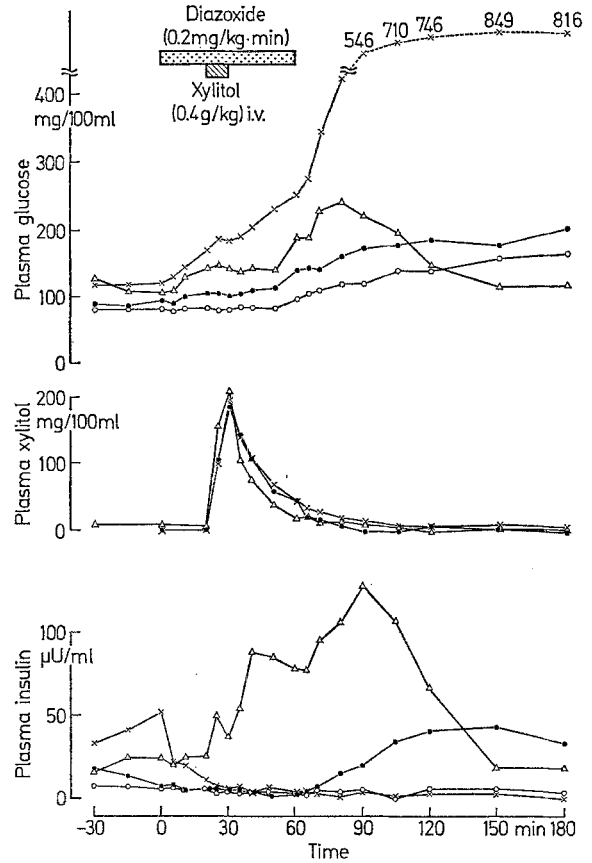 Diazoxide
(0.2mg/kg·min)
546 710 746 849 816
Xylitol
(0.4g/kg) i.v.
400
mg/100ml
300
200
100
0
Plasma glucose
200
mg/100ml
100
0
Plasma xylitol
100
µU/ml
50
0
Plasma insulin
-30 0 30 60 90 120 150 min 180
Time